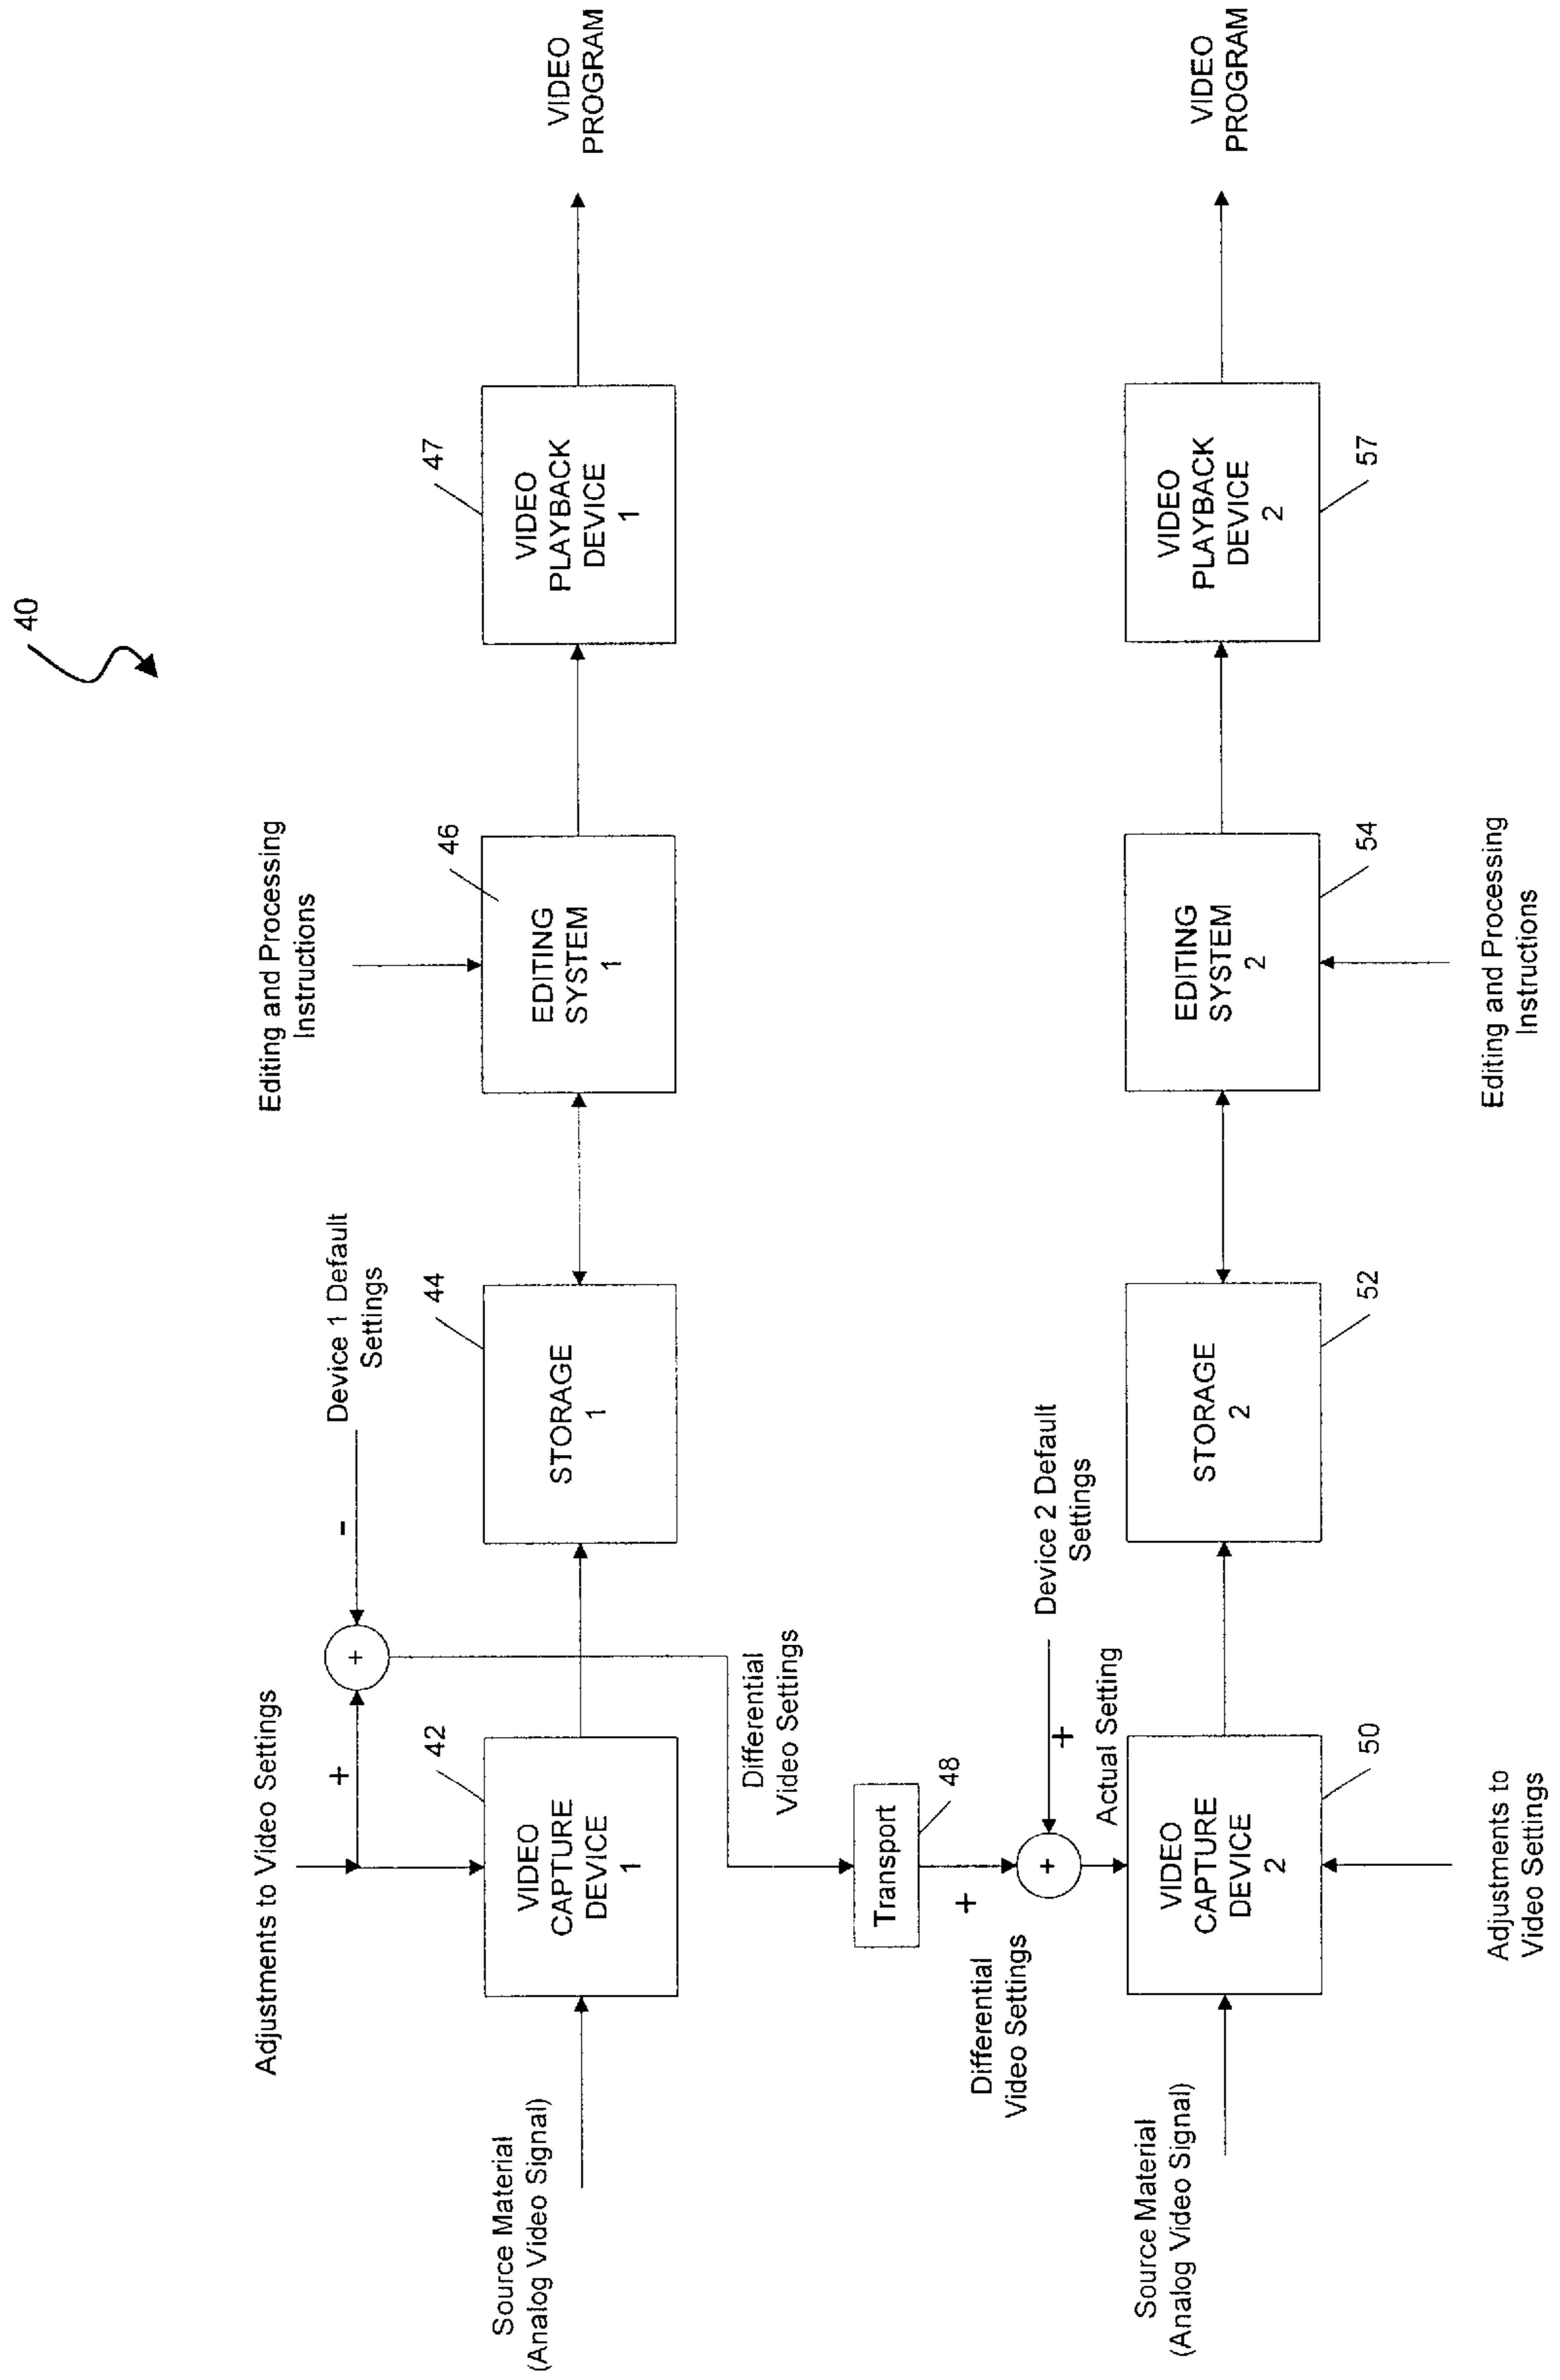 40
Adjustments to Video Settings
+
+
-
Device 1 Default
Settings
Editing and Processing
Instructions
Source Material
(Analog Video Signal)
42
VIDEO
CAPTURE
DEVICE
1
44
STORAGE
1
46
EDITING
SYSTEM
1
47
VIDEO
PLAYBACK
DEVICE
1
VIDEO
PROGRAM
Differential
Video Settings
Transport
48
+
Differential
Video Settings
+
+
Device 2 Default
Settings
Actual Setting
Source Material
(Analog Video Signal)
VIDEO
CAPTURE
DEVICE
2
50
Adjustments to
Video Settings
STORAGE
2
52
EDITING
SYSTEM
2
54
Editing and Processing
Instructions
VIDEO
PLAYBACK
DEVICE
2
57
VIDEO
PROGRAM